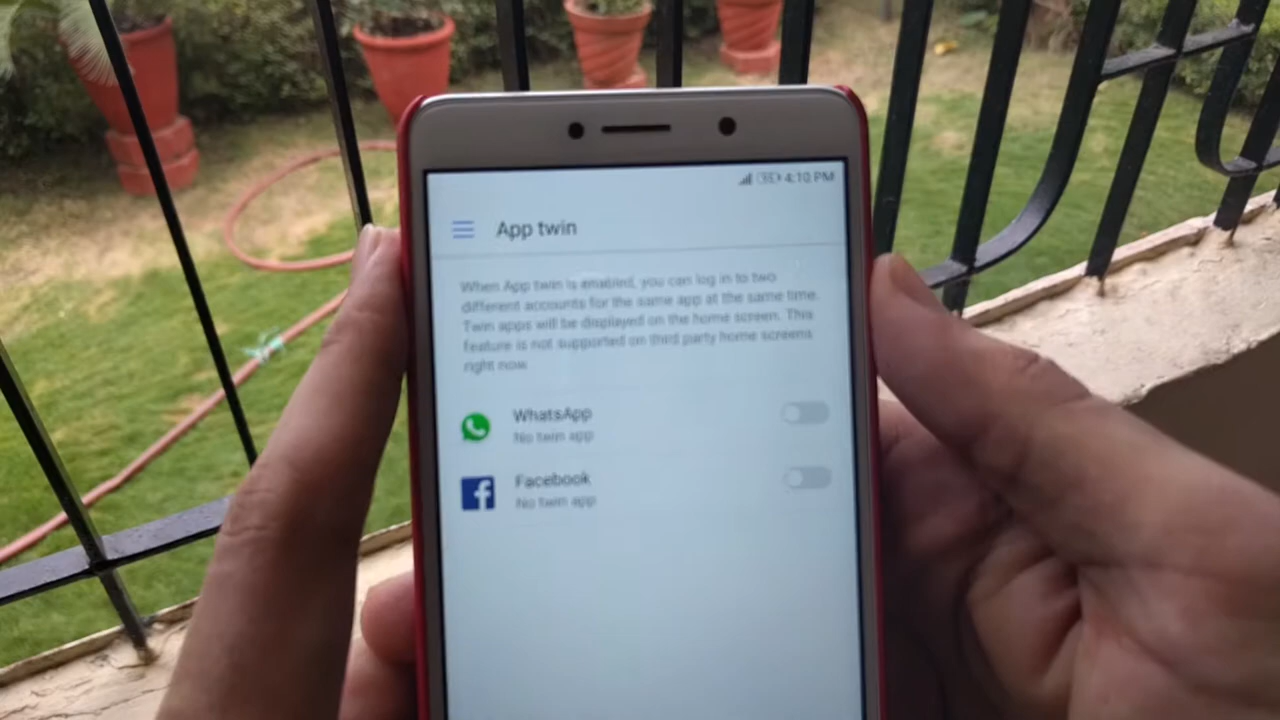 4:10 PM
App twin
When App twin is enabled, you can log in to two
different accounts for the same app at the same time.
Twin apps will be displayed on the home screen. This
feature is not supported on third party home screens
right now.
WhatsApp
No twin app
Facebook
No twin app